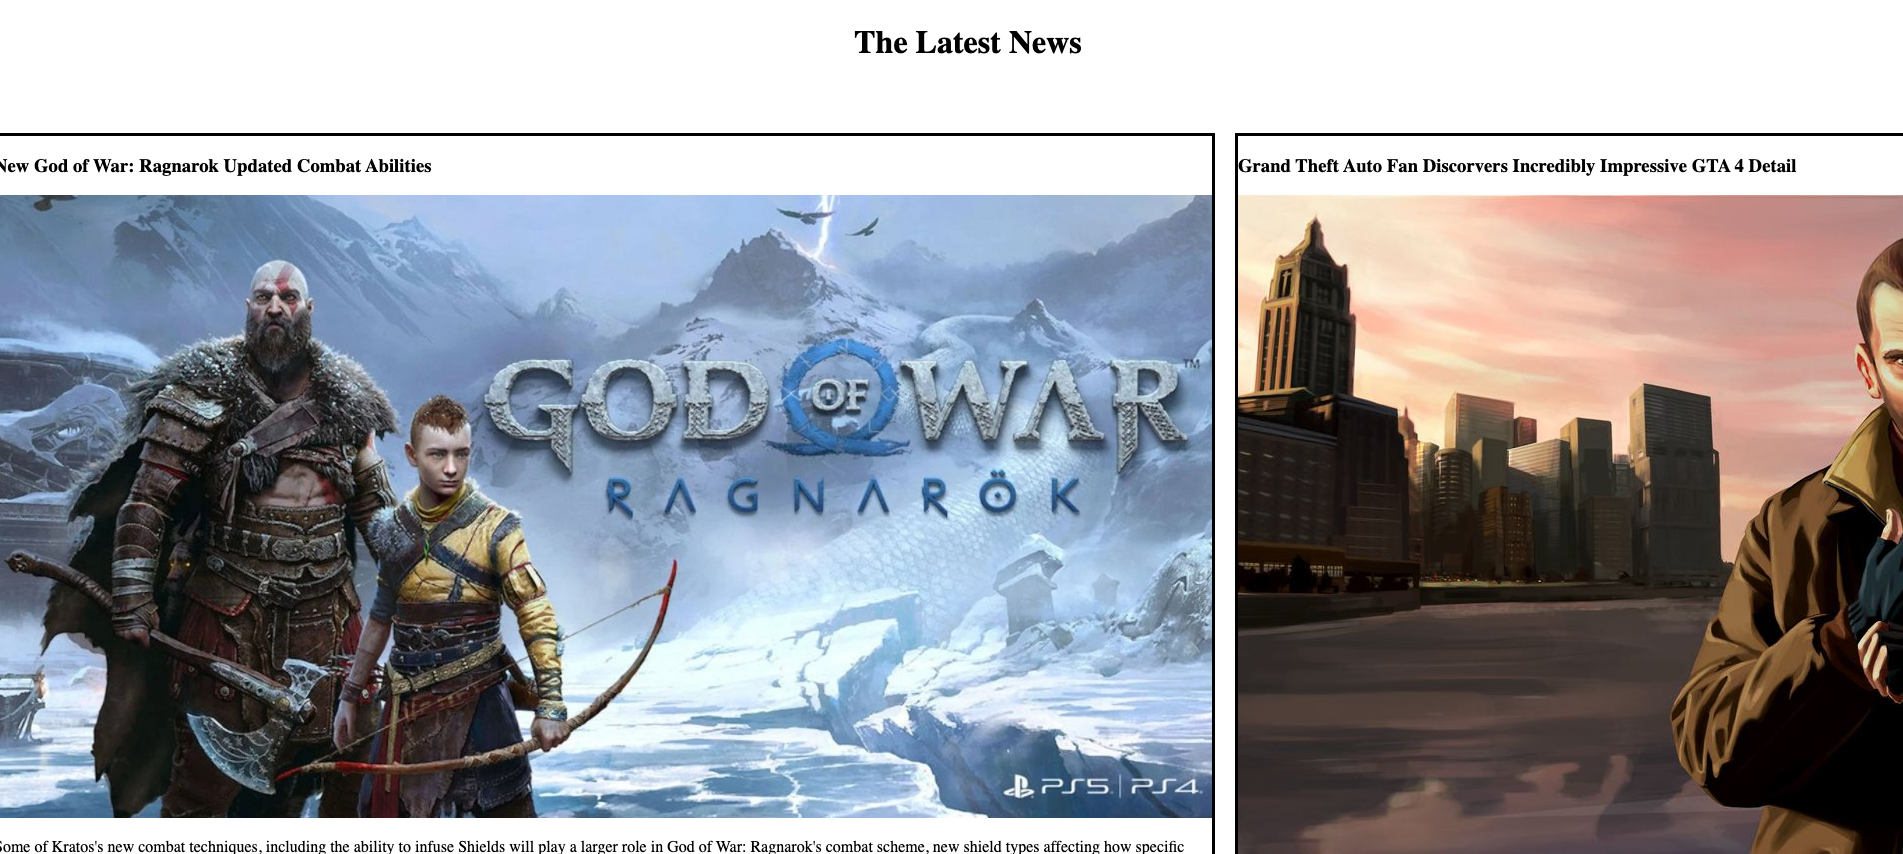 The Latest News
New God of War: Ragnarok Updated Combat Abilities
Grand Theft Auto Fan Discorvers Incredibly Impressive GTA 4 Detail
GOD OF WAR™
RAGNARÖK
PS5 | PS4
Some of Kratos's new combat techniques, including the ability to infuse Shields will play a larger role in God of War: Ragnarok's combat scheme, new shield types affecting how specific